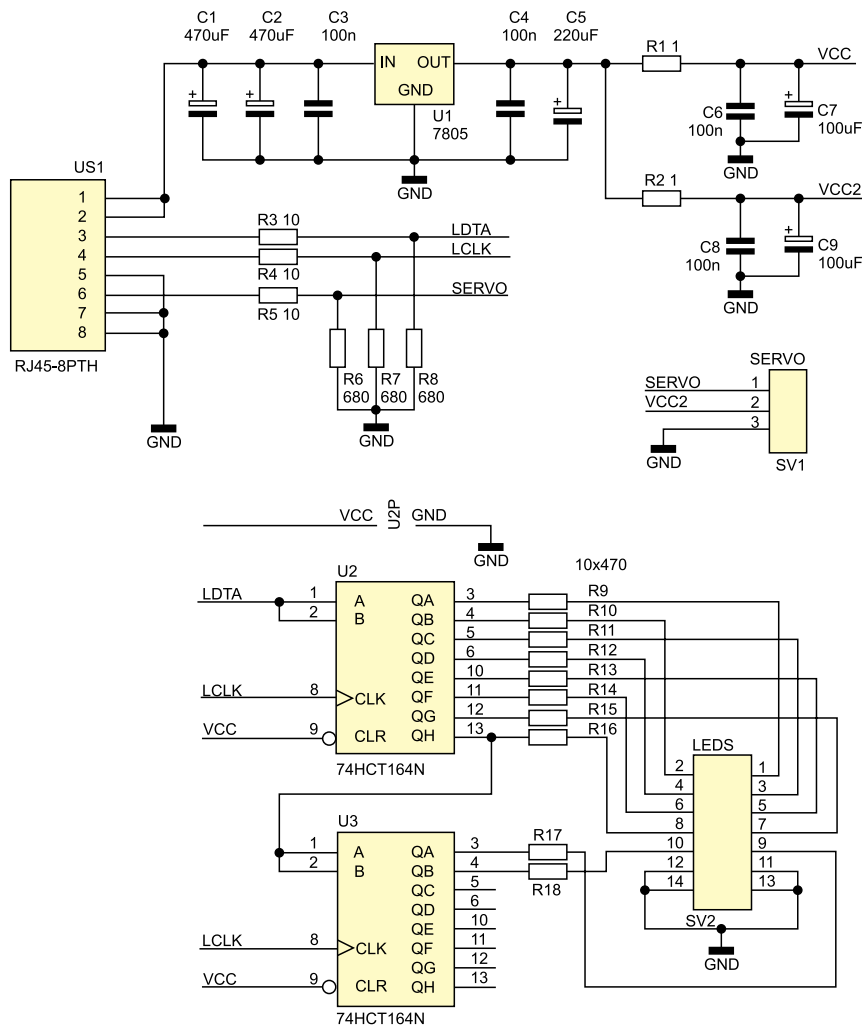 C1 C2 C3 C4 C5
470uF 470uF 100n 100n 220uF
R1 1 VCC
IN OUT
GND
+ + + +
U1
7805
C6 C7
100n 100uF
GND
GND
US1
R2 1 VCC2
1
2
3 R3 10 LDTA
4 R4 10 LCLK
5
6 SERVO
R5 10
7
8
+
C8 C9
100n 100uF
GND
RJ45-8PTH
R6 R7 R8
680 680 680
GND GND
SERVO
SERVO 1
VCC2 2
3
GND
SV1
VCC U2P GND
GND
10x470
U2
LDTA 1 A QA 3 R9
2 B QB 4 R10
QC 5 R11
QD 6 R12
QE 10 R13
LCLK 8 CLK QF 11 R14
QG 12 R15
VCC 9 CLR QH 13 R16
74HCT164N
LEDS
2 1
4 3
6 5
8 7
10 9
12 11
14 13
SV2
GND
U3
1 A QA 3 R17
2 B QB 4
QC 5 R18
QD 6
QE 10
LCLK 8 CLK QF 11
QG 12
VCC 9 CLR QH 13
74HCT164N